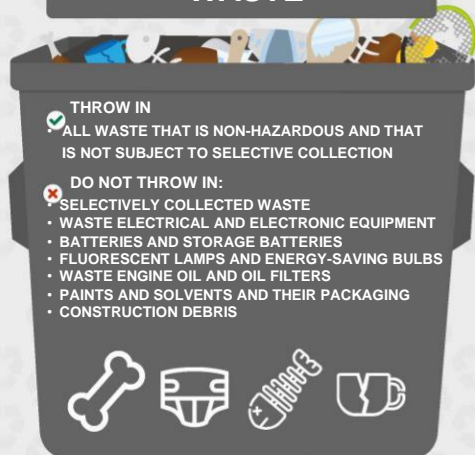 WASTE
THROW IN
• ALL WASTE THAT IS NON-HAZARDOUS AND THAT
IS NOT SUBJECT TO SELECTIVE COLLECTION
DO NOT THROW IN:
• SELECTIVELY COLLECTED WASTE
• WASTE ELECTRICAL AND ELECTRONIC EQUIPMENT
• BATTERIES AND STORAGE BATTERIES
• FLUORESCENT LAMPS AND ENERGY-SAVING BULBS
• WASTE ENGINE OIL AND OIL FILTERS
• PAINTS AND SOLVENTS AND THEIR PACKAGING
• CONSTRUCTION DEBRIS